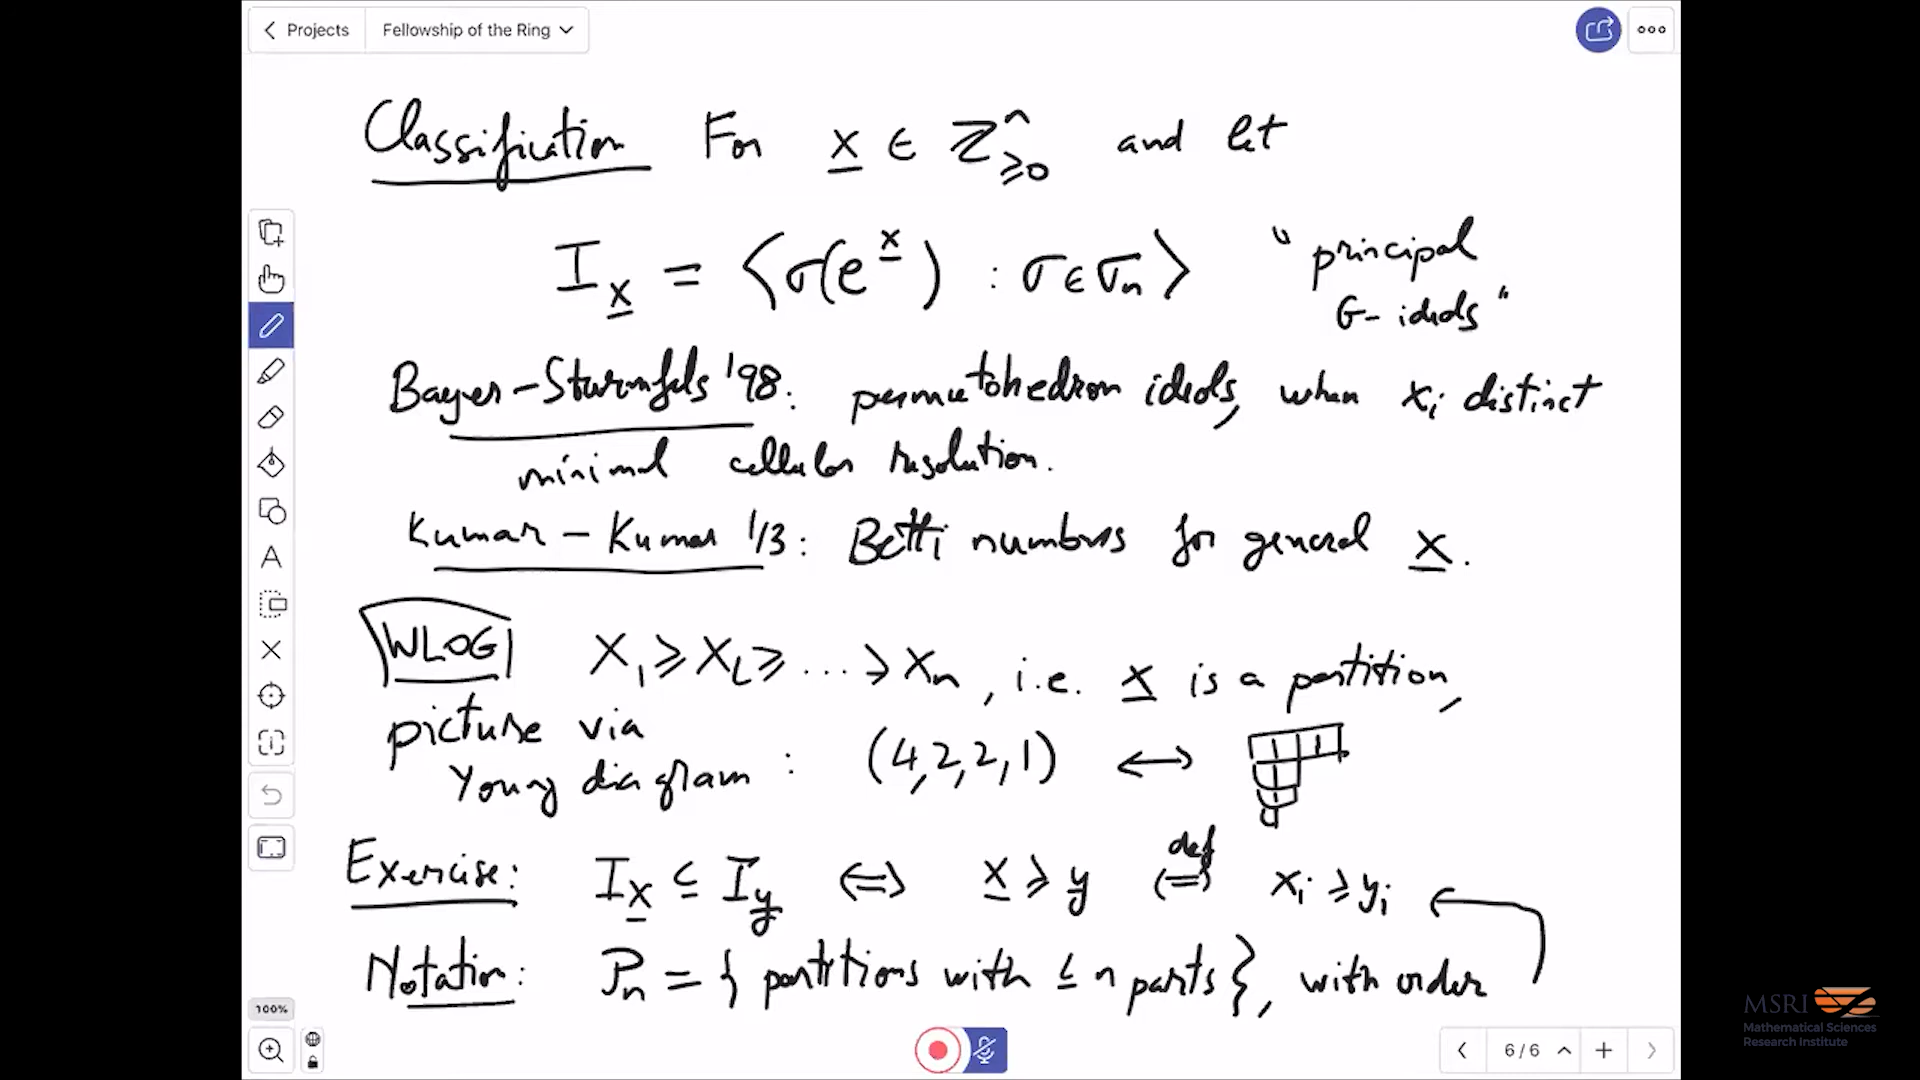 Projects
Fellowship of the Ring
ooo
Classification For x ∈ ℤ^n_≥0 and let
I_x = ⟨σ(e^x) : σ ∈ σ_n⟩ " principal
G-ideals "
Bayer-Sturmfels '98: permutohedron ideals, when x_i distinct
minimal cellular resolution.
Kumar - Kumar '13: Betti numbers for general x.
WLOG x_1 ≥ x_2 ≥ ... ≥ x_n, i.e. x is a partition,
picture via
Young diagram : (4,2,2,1) ↔
def
Exercise: I_x ⊆ I_y ⟺ x ≥ y ⟺ x_i ≥ y_i
Notation: P_n = { partitions with ≤ n parts }, with order
A
100%
6/6
MSRI
Mathematical Sciences
Research Institute